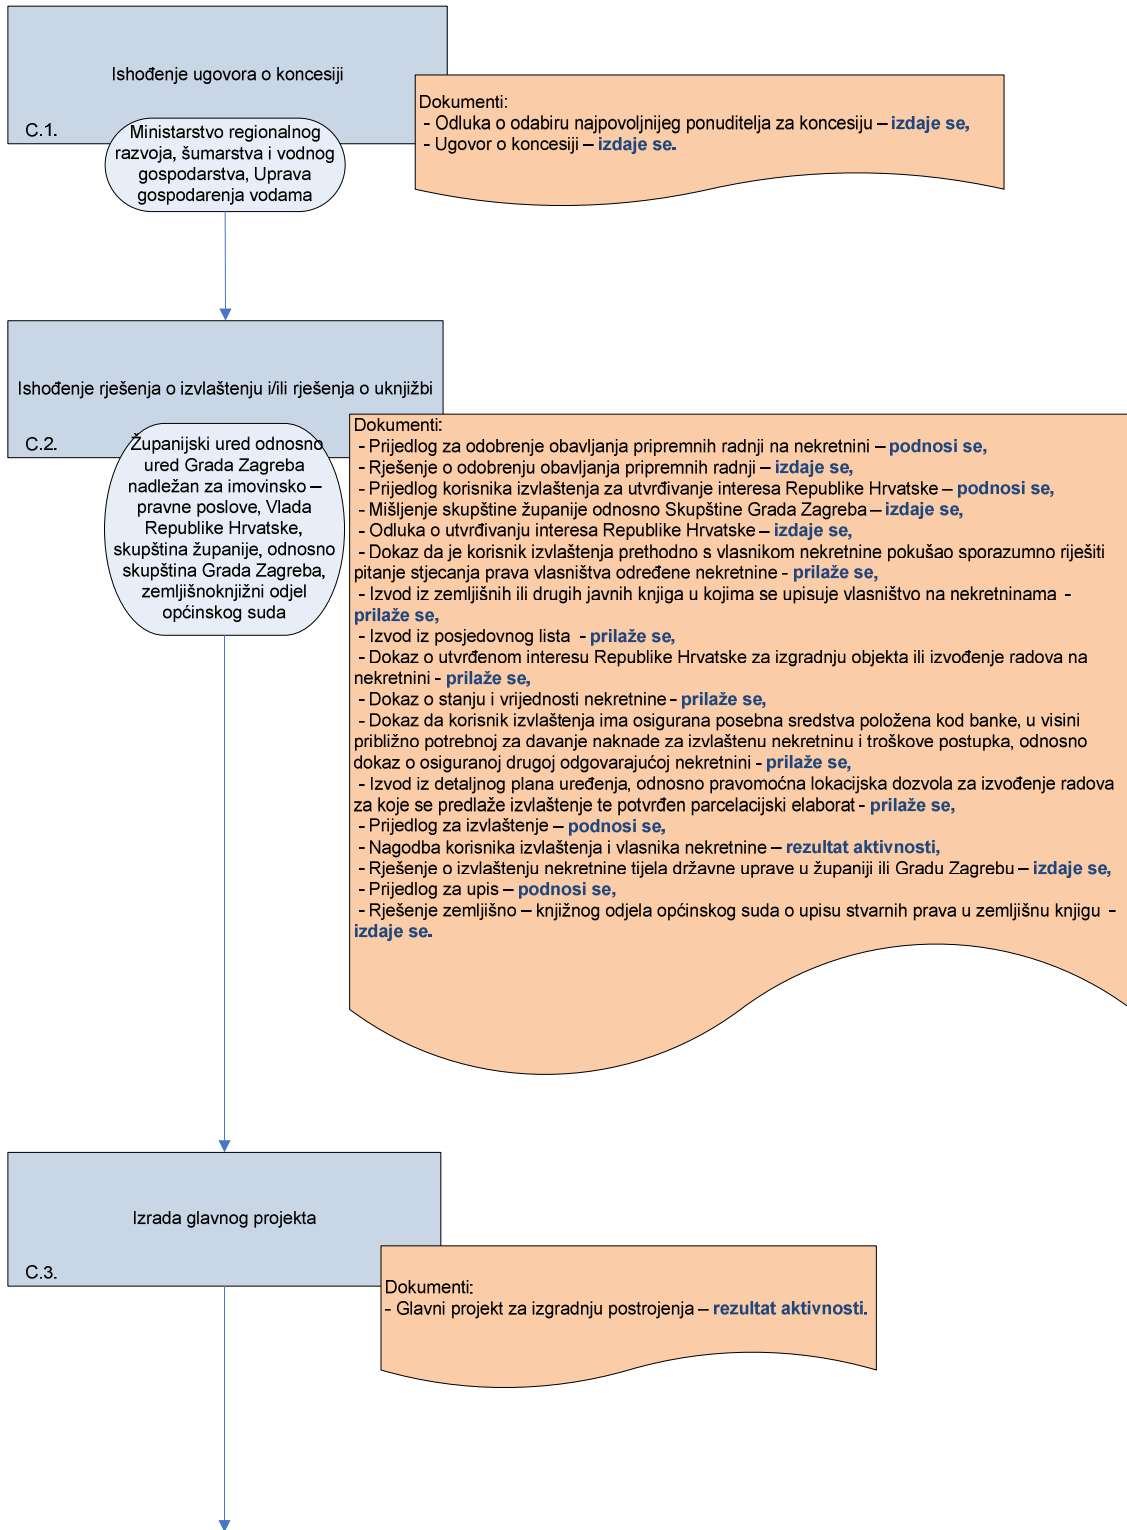 Ishođenje ugovora o koncesiji
C.1.
Ministarstvo regionalnog
razvoja, šumarstva i vodnog
gospodarstva, Uprava
gospodarenja vodama
Dokumenti:
- Odluka o odabiru najpovoljnijeg ponuditelja za koncesiju – izdaje se,
- Ugovor o koncesiji – izdaje se.
Ishođenje rješenja o izvlaštenju i/ili rješenja o uknjižbi
C.2.
Županijski ured odnosno
ured Grada Zagreba
nadležan za imovinsko –
pravne poslove, Vlada
Republike Hrvatske,
skupština županije, odnosno
skupština Grada Zagreba,
zemljišnoknjižni odjel
općinskog suda
Dokumenti:
- Prijedlog za odobrenje obavljanja pripremnih radnji na nekretnini – podnosi se,
- Rješenje o odobrenju obavljanja pripremnih radnji – izdaje se,
- Prijedlog korisnika izvlaštenja za utvrđivanje interesa Republike Hrvatske – podnosi se,
- Mišljenje skupštine županije odnosno Skupštine Grada Zagreba – izdaje se,
- Odluka o utvrđivanju interesa Republike Hrvatske – izdaje se,
- Dokaz da je korisnik izvlaštenja prethodno s vlasnikom nekretnine pokušao sporazumno riješiti
pitanje stjecanja prava vlasništva određene nekretnine - prilaže se,
- Izvod iz zemljišnih ili drugih javnih knjiga u kojima se upisuje vlasništvo na nekretninama -
prilaže se,
- Izvod iz posjedovnog lista - prilaže se,
- Dokaz o utvrđenom interesu Republike Hrvatske za izgradnju objekta ili izvođenje radova na
nekretnini - prilaže se,
- Dokaz o stanju i vrijednosti nekretnine - prilaže se,
- Dokaz da korisnik izvlaštenja ima osigurana posebna sredstva položena kod banke, u visini
približno potrebnoj za davanje naknade za izvlaštenu nekretninu i troškove postupka, odnosno
dokaz o osiguranoj drugoj odgovarajućoj nekretnini - prilaže se,
- Izvod iz detaljnog plana uređenja, odnosno pravomoćna lokacijska dozvola za izvođenje radova
za koje se predlaže izvlaštenje te potvrđen parcelacijski elaborat - prilaže se,
- Prijedlog za izvlaštenje – podnosi se,
- Nagodba korisnika izvlaštenja i vlasnika nekretnine – rezultat aktivnosti,
- Rješenje o izvlaštenju nekretnine tijela državne uprave u županiji ili Gradu Zagrebu – izdaje se,
- Prijedlog za upis – podnosi se,
- Rješenje zemljišno – knjižnog odjela općinskog suda o upisu stvarnih prava u zemljišnu knjigu -
izdaje se.
Izrada glavnog projekta
C.3.
Dokumenti:
- Glavni projekt za izgradnju postrojenja – rezultat aktivnosti.